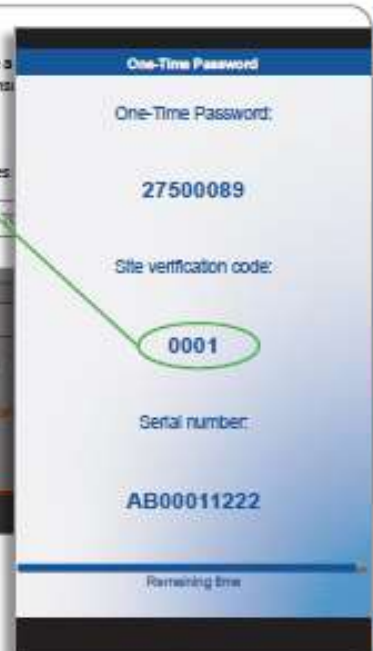 One-Time Password
One-Time Password:
27500089
Site verification code:
0001
Serial number:
AB00011222
Remaining time